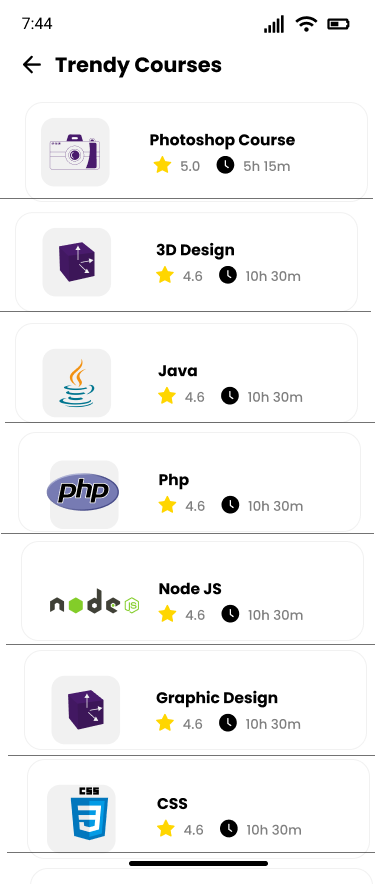 7:44
Trendy Courses
Photoshop Course
5.0 5h 15m
3D Design
4.6 10h 30m
Java
4.6 10h 30m
php
Php
4.6 10h 30m
node JS
Node JS
4.6 10h 30m
Graphic Design
4.6 10h 30m
CSS
3
CSS
4.6 10h 30m